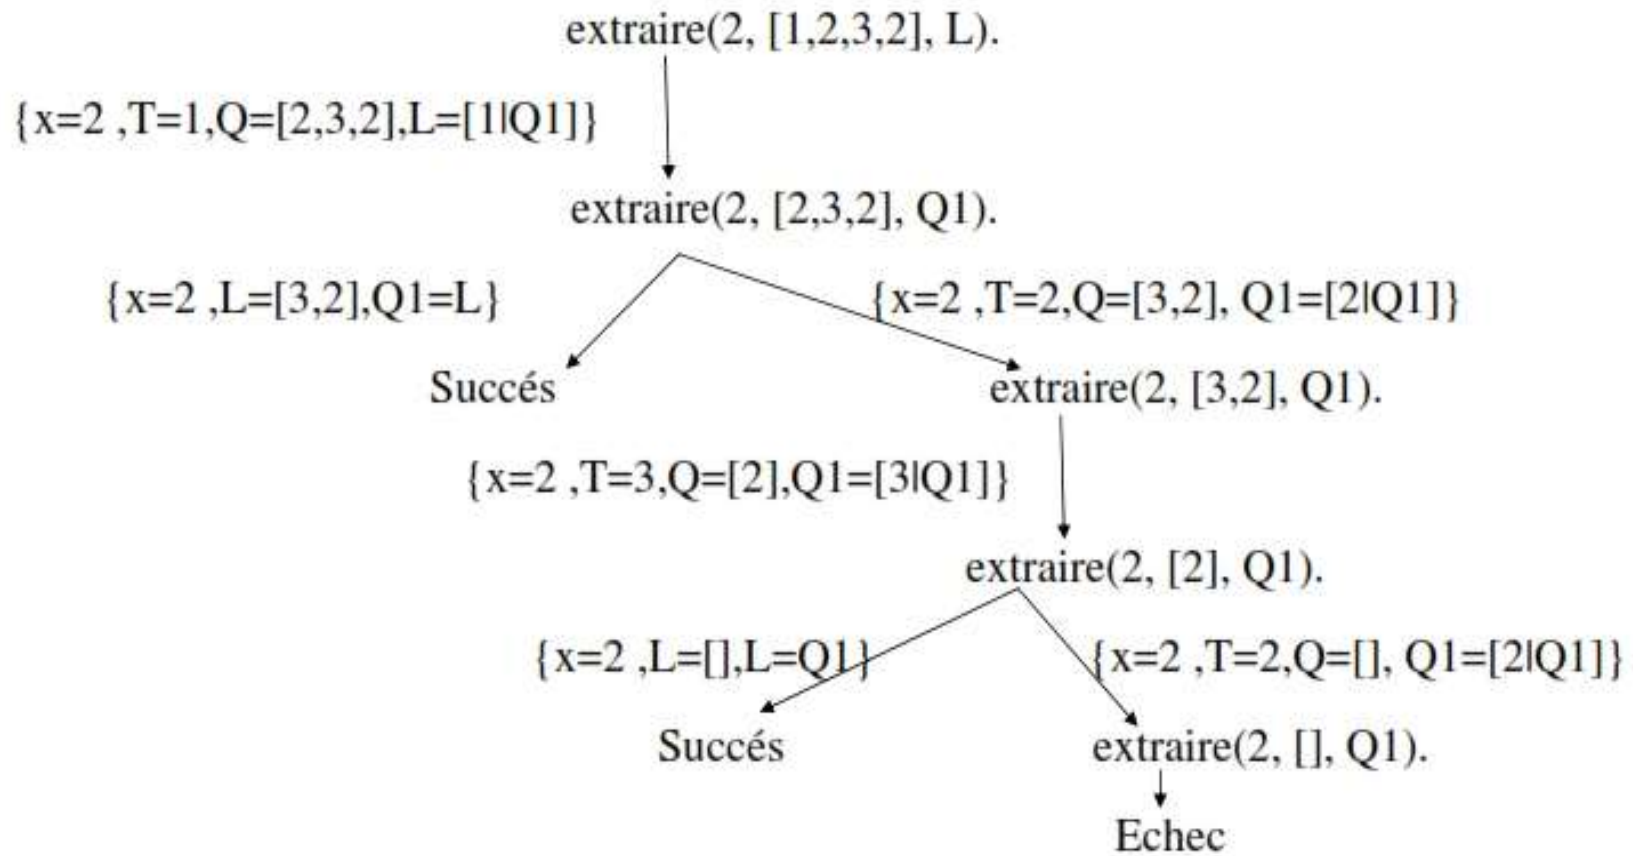 extraire(2, [1,2,3,2], L).
{x=2 ,T=1,Q=[2,3,2],L=[1|Q1]}
extraire(2, [2,3,2], Q1).
{x=2 ,L=[3,2],Q1=L}
{x=2 ,T=2,Q=[3,2], Q1=[2|Q1]}
Succés
extraire(2, [3,2], Q1).
{x=2 ,T=3,Q=[2],Q1=[3|Q1]}
extraire(2, [2], Q1).
{x=2 ,L=[],L=Q1}
{x=2 ,T=2,Q=[], Q1=[2|Q1]}
Succés
extraire(2, [], Q1).
Echec